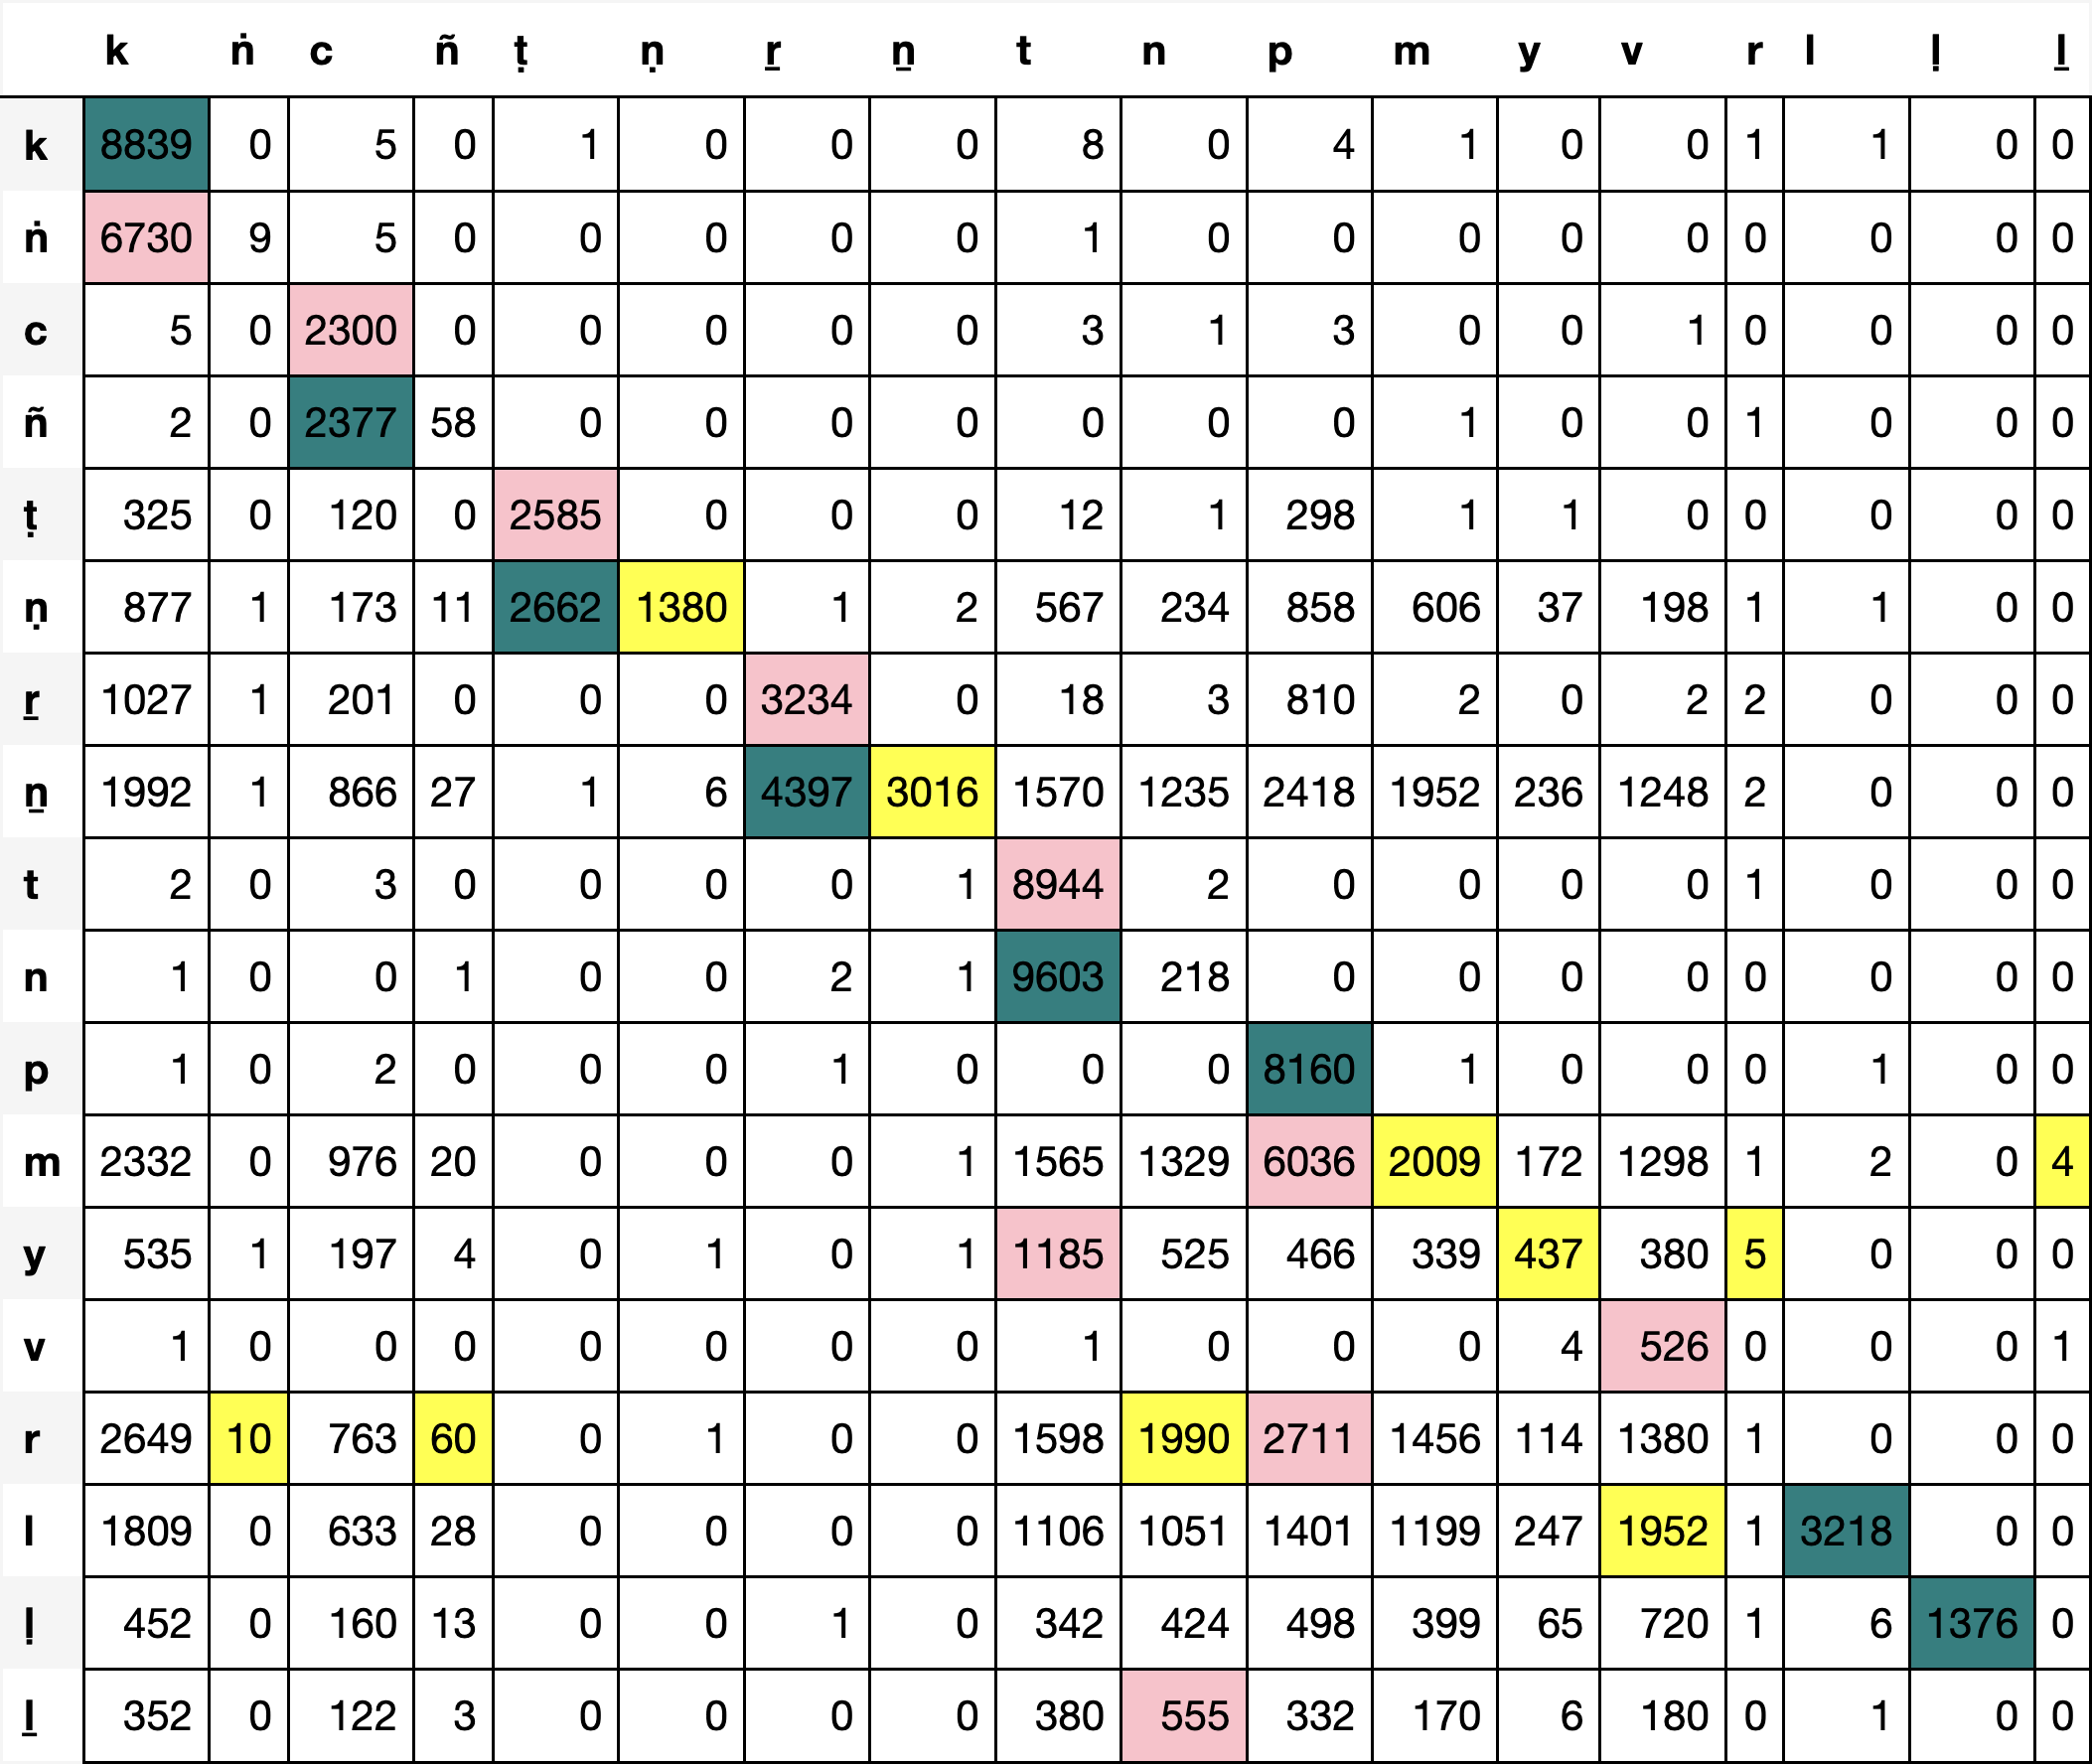 k ṅ c ñ ṭ ṇ ṟ ṉ t n p m y v r l ḷ ḻ
k 8839 0 5 0 1 0 0 0 8 0 4 1 0 0 1 1 0 0
ṅ 6730 9 5 0 0 0 0 0 1 0 0 0 0 0 0 0 0 0
c 5 0 2300 0 0 0 0 0 3 1 3 0 0 1 0 0 0 0
ñ 2 0 2377 58 0 0 0 0 0 0 0 1 0 0 1 0 0 0
ṭ 325 0 120 0 2585 0 0 0 12 1 298 1 1 0 0 0 0 0
ṇ 877 1 173 11 2662 1380 1 2 567 234 858 606 37 198 1 1 0 0
ṟ 1027 1 201 0 0 0 3234 0 18 3 810 2 0 2 2 0 0 0
ṉ 1992 1 866 27 1 6 4397 3016 1570 1235 2418 1952 236 1248 2 0 0 0
t 2 0 3 0 0 0 0 1 8944 2 0 0 0 0 1 0 0 0
n 1 0 0 1 0 0 2 1 9603 218 0 0 0 0 0 0 0 0
p 1 0 2 0 0 0 1 0 0 0 8160 1 0 0 0 1 0 0
m 2332 0 976 20 0 0 0 1 1565 1329 6036 2009 172 1298 1 2 0 4
y 535 1 197 4 0 1 0 1 1185 525 466 339 437 380 5 0 0 0
v 1 0 0 0 0 0 0 0 1 0 0 0 4 526 0 0 0 1
r 2649 10 763 60 0 1 0 0 1598 1990 2711 1456 114 1380 1 0 0 0
l 1809 0 633 28 0 0 0 0 1106 1051 1401 1199 247 1952 1 3218 0 0
ḷ 452 0 160 13 0 0 1 0 342 424 498 399 65 720 1 6 1376 0
ḻ 352 0 122 3 0 0 0 0 380 555 332 170 6 180 0 1 0 0